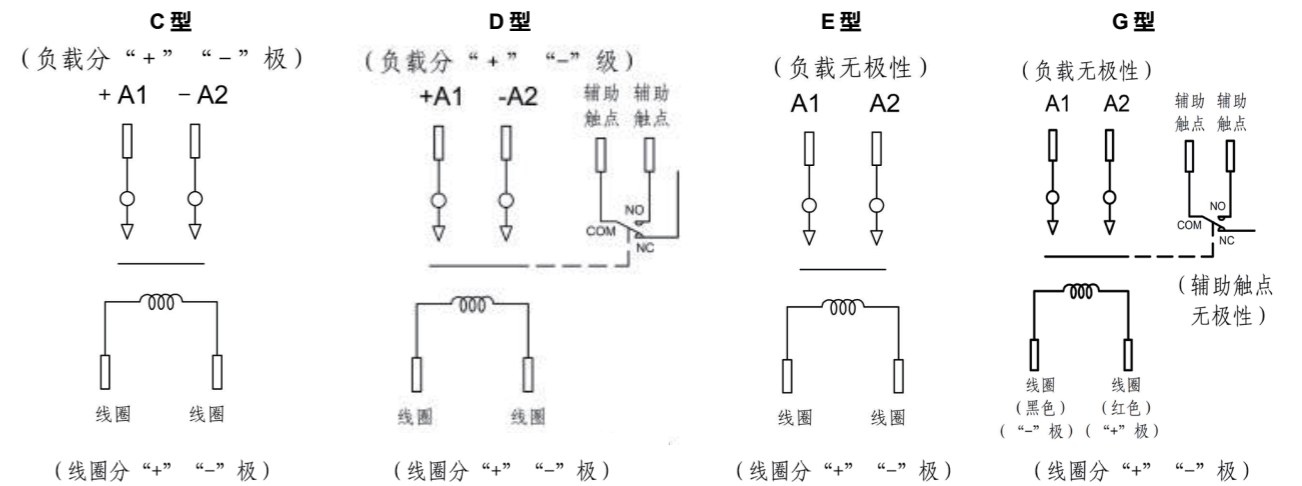 C型
(负载分“+”“-”极)
+ A1 - A2
线圈 线圈
(线圈分“+”“-”极)
D型
(负载分“+”“-”级)
+A1 -A2
辅助 辅助
触点 触点
NO
COM
NC
线圈 线圈
(线圈分“+”“-”极)
E型
(负载无极性)
A1 A2
线圈 线圈
(线圈分“+”“-”极)
G型
(负载无极性)
A1 A2
辅助 辅助
触点 触点
NO
COM
NC
(辅助触点
无极性)
线圈 线圈
(黑色) (红色)
(“-”极) (“+”极)
(线圈分“+”“-”极)